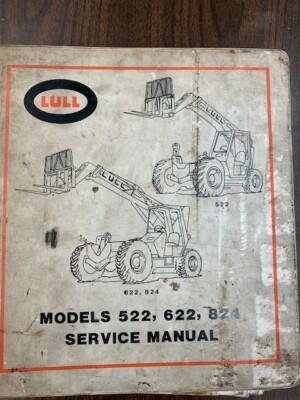 LULL
LULL
522
LULL
622, 824
MODELS 522, 622, 824
SERVICE MANUAL